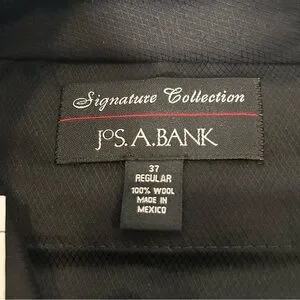 Signature Collection
JOS. A. BANK
37
REGULAR
100% WOOL
MADE IN
MEXICO